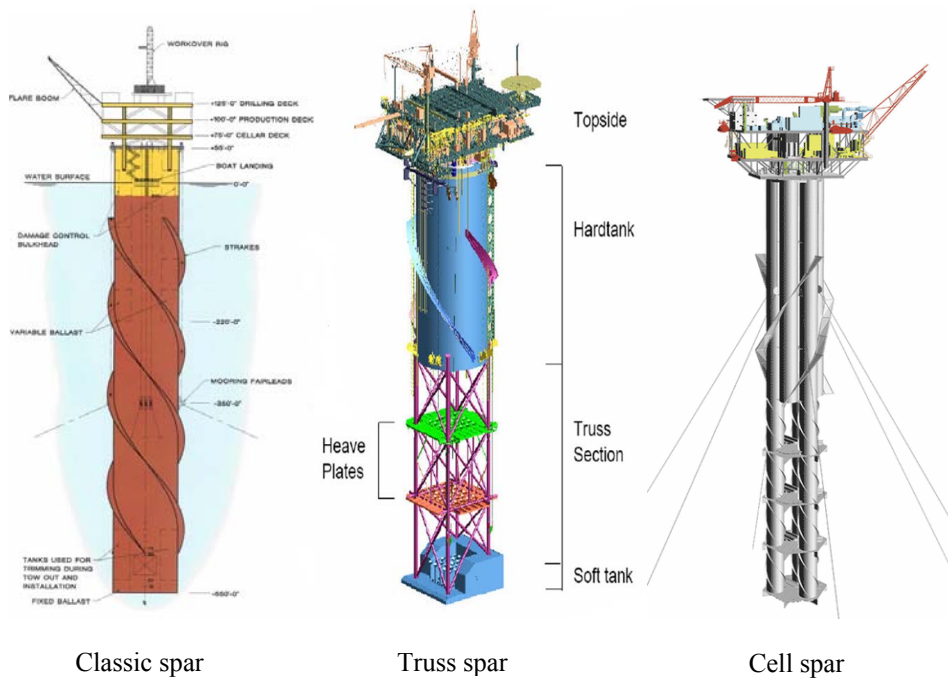 WORKOVER RIG
FLARE BOOM
+125'-0" DRILLING DECK
+100'-0" PRODUCTION DECK
+75'-0" CELLAR DECK
+55'-0"
BOAT LANDING
WATER SURFACE
0'-0"
DAMAGE CONTROL
BULKHEAD
STRAKES
VARIABLE BALLAST
-220'-0"
MOORING FAIRLEADS
-350'-0"
TANKS USED FOR
TRIMMING DURING
TOW OUT AND
INSTALLATION
FIXED BALLAST
-650'-0"
Topside
Hardtank
Heave
Plates
Truss
Section
Soft tank
Classic spar
Truss spar
Cell spar